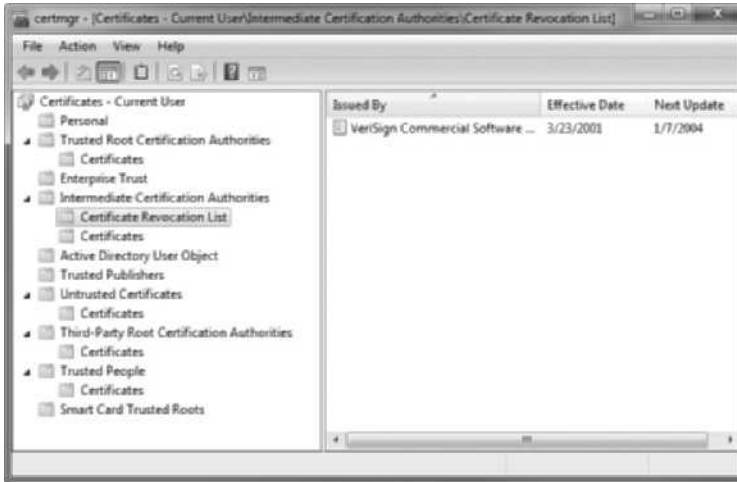 certmgr - [Certificates - Current User\Intermediate Certification Authorities\Certificate Revocation List]
File Action View Help
Certificates - Current User
Personal
Trusted Root Certification Authorities
Certificates
Enterprise Trust
Intermediate Certification Authorities
Certificate Revocation List
Certificates
Active Directory User Object
Trusted Publishers
Untrusted Certificates
Certificates
Third-Party Root Certification Authorities
Certificates
Trusted People
Certificates
Smart Card Trusted Roots
Issued By Effective Date Next Update
VeriSign Commercial Software ... 3/23/2001 1/7/2004